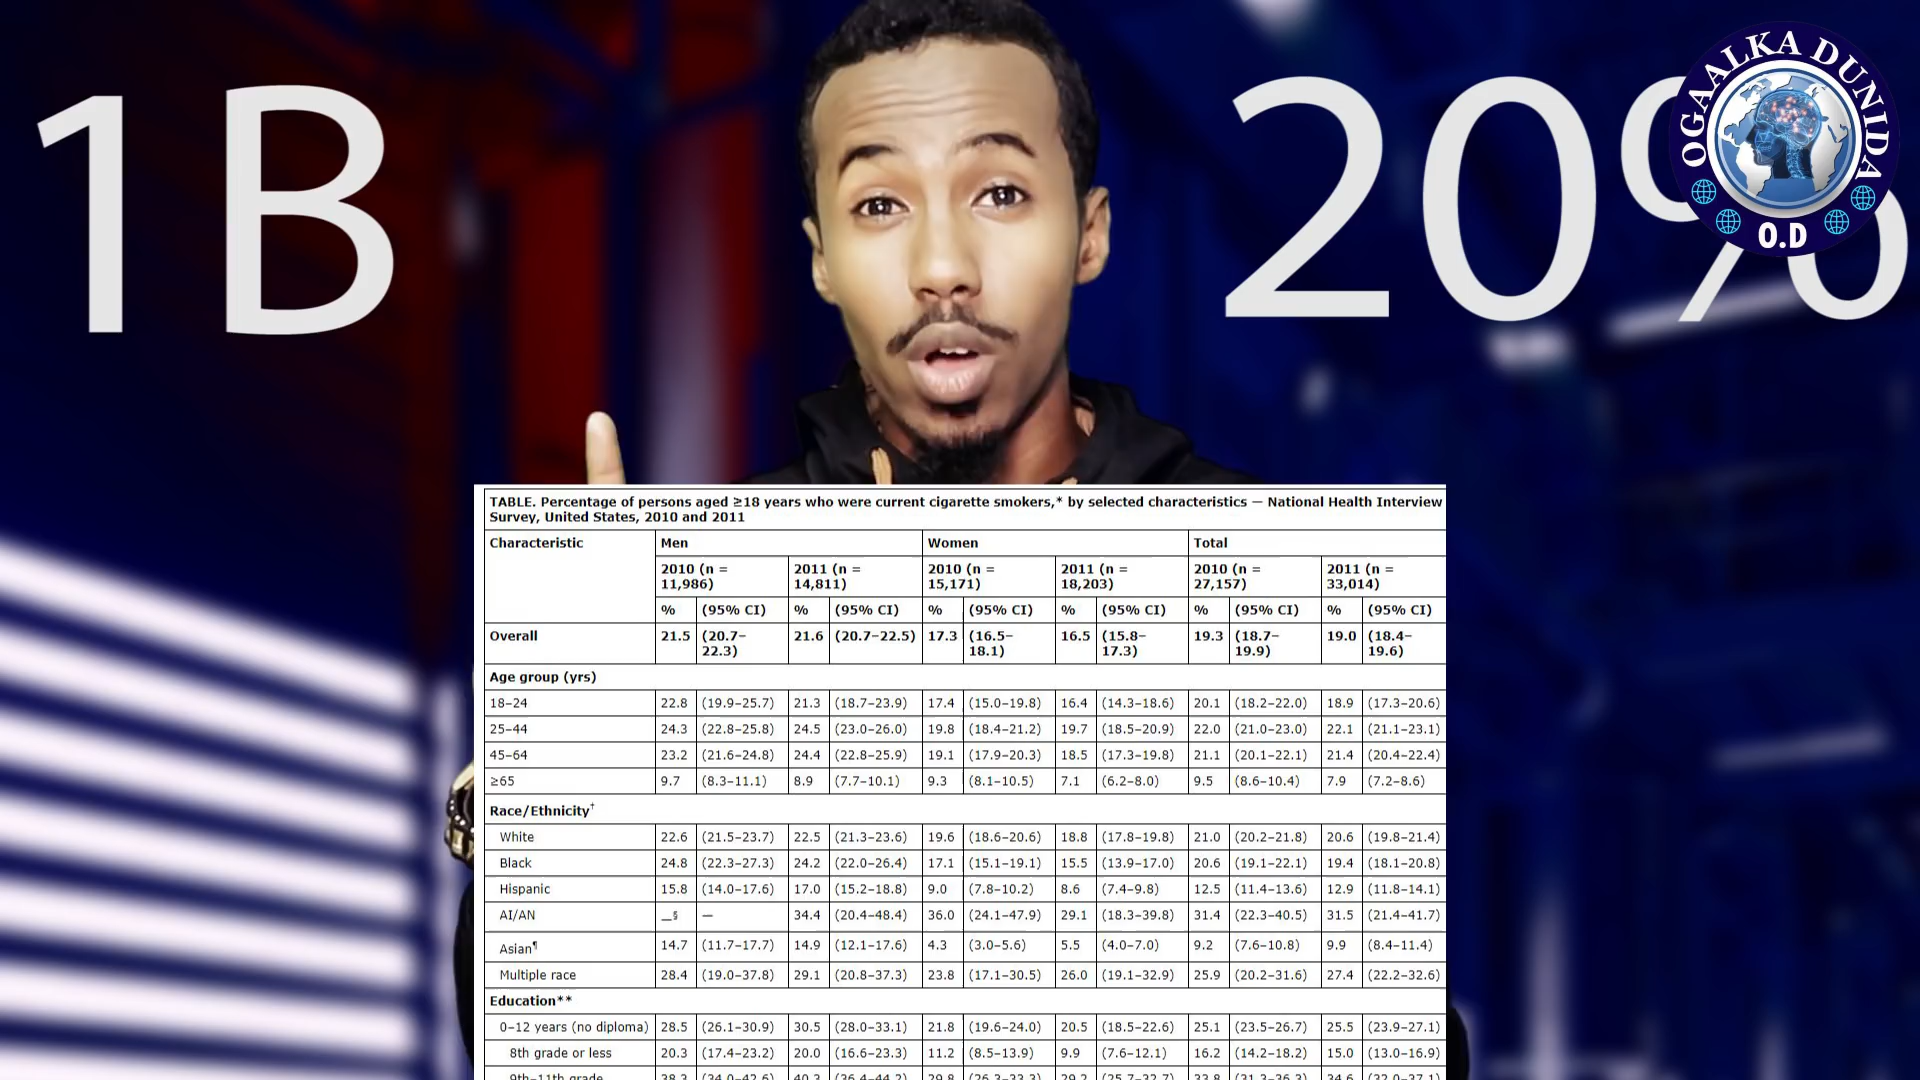 1B
20%
OGAALKA DUNIDA
O.D
TABLE. Percentage of persons aged ≥18 years who were current cigarette smokers,* by selected characteristics — National Health Interview
Survey, United States, 2010 and 2011
Characteristic Men Women Total
2010 (n = 11,986) 2011 (n = 14,811) 2010 (n = 15,171) 2011 (n = 18,203) 2010 (n = 27,157) 2011 (n = 33,014)
% (95% CI) % (95% CI) % (95% CI) % (95% CI) % (95% CI) % (95% CI)
Overall 21.5 (20.7–22.3) 21.6 (20.7–22.5) 17.3 (16.5–18.1) 16.5 (15.8–17.3) 19.3 (18.7–19.9) 19.0 (18.4–19.6)
Age group (yrs)
18–24 22.8 (19.9–25.7) 21.3 (18.7–23.9) 17.4 (15.0–19.8) 16.4 (14.3–18.6) 20.1 (18.2–22.0) 18.9 (17.3–20.6)
25–44 24.3 (22.8–25.8) 24.5 (23.0–26.0) 19.8 (18.4–21.2) 19.7 (18.5–20.9) 22.0 (21.0–23.0) 22.1 (21.1–23.1)
45–64 23.2 (21.6–24.8) 24.4 (22.8–25.9) 19.1 (17.9–20.3) 18.5 (17.3–19.8) 21.1 (20.1–22.1) 21.4 (20.4–22.4)
≥65 9.7 (8.3–11.1) 8.9 (7.7–10.1) 9.3 (8.1–10.5) 7.1 (6.2–8.0) 9.5 (8.6–10.4) 7.9 (7.2–8.6)
Race/Ethnicity†
White 22.6 (21.5–23.7) 22.5 (21.3–23.6) 19.6 (18.6–20.6) 18.8 (17.8–19.8) 21.0 (20.2–21.8) 20.6 (19.8–21.4)
Black 24.8 (22.3–27.3) 24.2 (22.0–26.4) 17.1 (15.1–19.1) 15.5 (13.9–17.0) 20.6 (19.1–22.1) 19.4 (18.1–20.8)
Hispanic 15.8 (14.0–17.6) 17.0 (15.2–18.8) 9.0 (7.8–10.2) 8.6 (7.4–9.8) 12.5 (11.4–13.6) 12.9 (11.8–14.1)
AI/AN —§ — 34.4 (20.4–48.4) 36.0 (24.1–47.9) 29.1 (18.3–39.8) 31.4 (22.3–40.5) 31.5 (21.4–41.7)
Asian¶ 14.7 (11.7–17.7) 14.9 (12.1–17.6) 4.3 (3.0–5.6) 5.5 (4.0–7.0) 9.2 (7.6–10.8) 9.9 (8.4–11.4)
Multiple race 28.4 (19.0–37.8) 29.1 (20.8–37.3) 23.8 (17.1–30.5) 26.0 (19.1–32.9) 25.9 (20.2–31.6) 27.4 (22.2–32.6)
Education**
0–12 years (no diploma) 28.5 (26.1–30.9) 30.5 (28.0–33.1) 21.8 (19.6–24.0) 20.5 (18.5–22.6) 25.1 (23.5–26.7) 25.5 (23.9–27.1)
8th grade or less 20.3 (17.4–23.2) 20.0 (16.6–23.3) 11.2 (8.5–13.9) 9.9 (7.6–12.1) 16.2 (14.2–18.2) 15.0 (13.0–16.9)
9th–11th grade